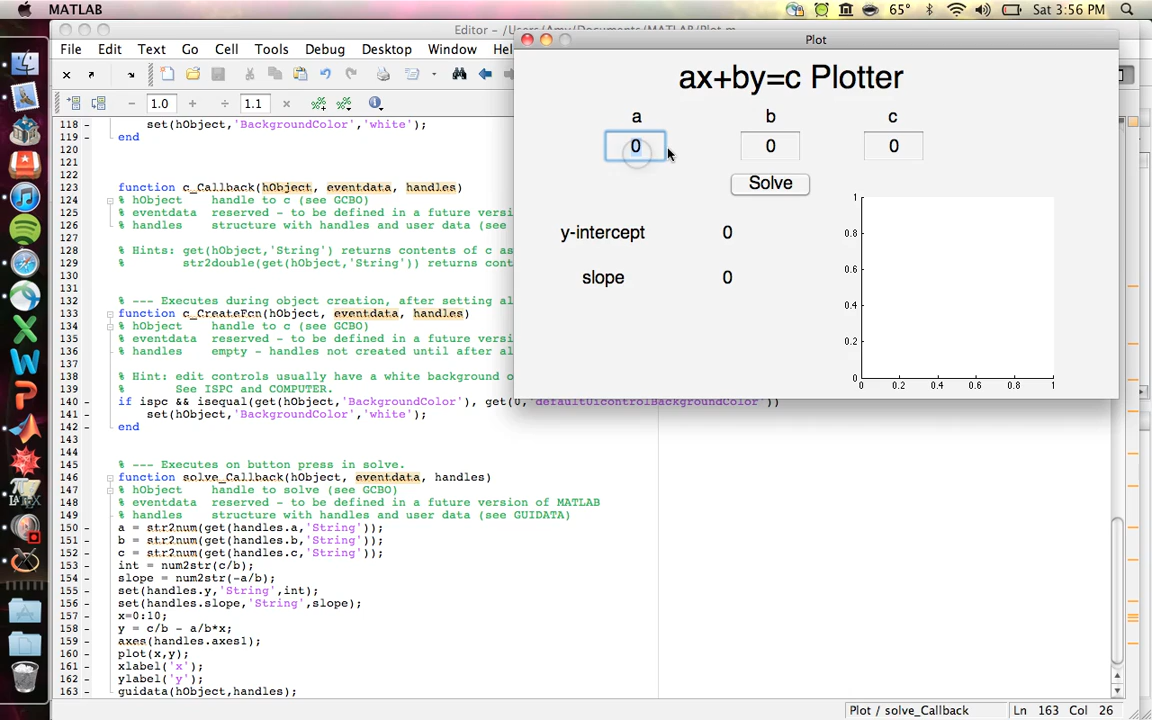 MATLAB
65°
Sat 3:56 PM
Editor – /Users/Amy/Documents/MATLAB/Plot.m
File Edit Text Go Cell Tools Debug Desktop Window
Plot
1.0
1.1
ax+by=c Plotter
a b c
0 0 0
Solve
y-intercept 0
slope 0
1
0.8
0.6
0.4
0.2
0
0 0.2 0.4 0.6 0.8 1
118 – set(hObject,'BackgroundColor','white');
119 – end
120
121
122
123 function c_Callback(hObject, eventdata, handles)
124 % hObject handle to c (see GCBO)
125 % eventdata reserved - to be defined in a future
126 % handles structure with handles and user data (see
127
128 % Hints: get(hObject,'String') returns contents of c
129 % str2double(get(hObject,'String')) returns
130
131
132 % --- Executes during object creation, after setting
133 function c_CreateFcn(hObject, eventdata, handles)
134 % hObject handle to c (see GCBO)
135 % eventdata reserved - to be defined in a future
136 % handles empty - handles not created until after
137
138 % Hint: edit controls usually have a white background
139 % See ISPC and COMPUTER.
140 – if ispc && isequal(get(hObject,'BackgroundColor'), get(0,'defaultUicontrolBackgroundColor'))
141 – set(hObject,'BackgroundColor','white');
142 – end
143
144
145 % --- Executes on button press in solve.
146 function solve_Callback(hObject, eventdata, handles)
147 % hObject handle to solve (see GCBO)
148 % eventdata reserved - to be defined in a future version of MATLAB
149 % handles structure with handles and user data (see GUIDATA)
150 – a = str2num(get(handles.a,'String'));
151 – b = str2num(get(handles.b,'String'));
152 – c = str2num(get(handles.c,'String'));
153 – int = num2str(c/b);
154 – slope = num2str(-a/b);
155 – set(handles.y,'String',int);
156 – set(handles.slope,'String',slope);
157 – x=0:10;
158 – y = c/b - a/b*x;
159 – axes(handles.axes1);
160 – plot(x,y);
161 – xlabel('x');
162 – ylabel('y');
163 – guidata(hObject,handles);
Plot / solve_Callback
Ln 163 Col 26